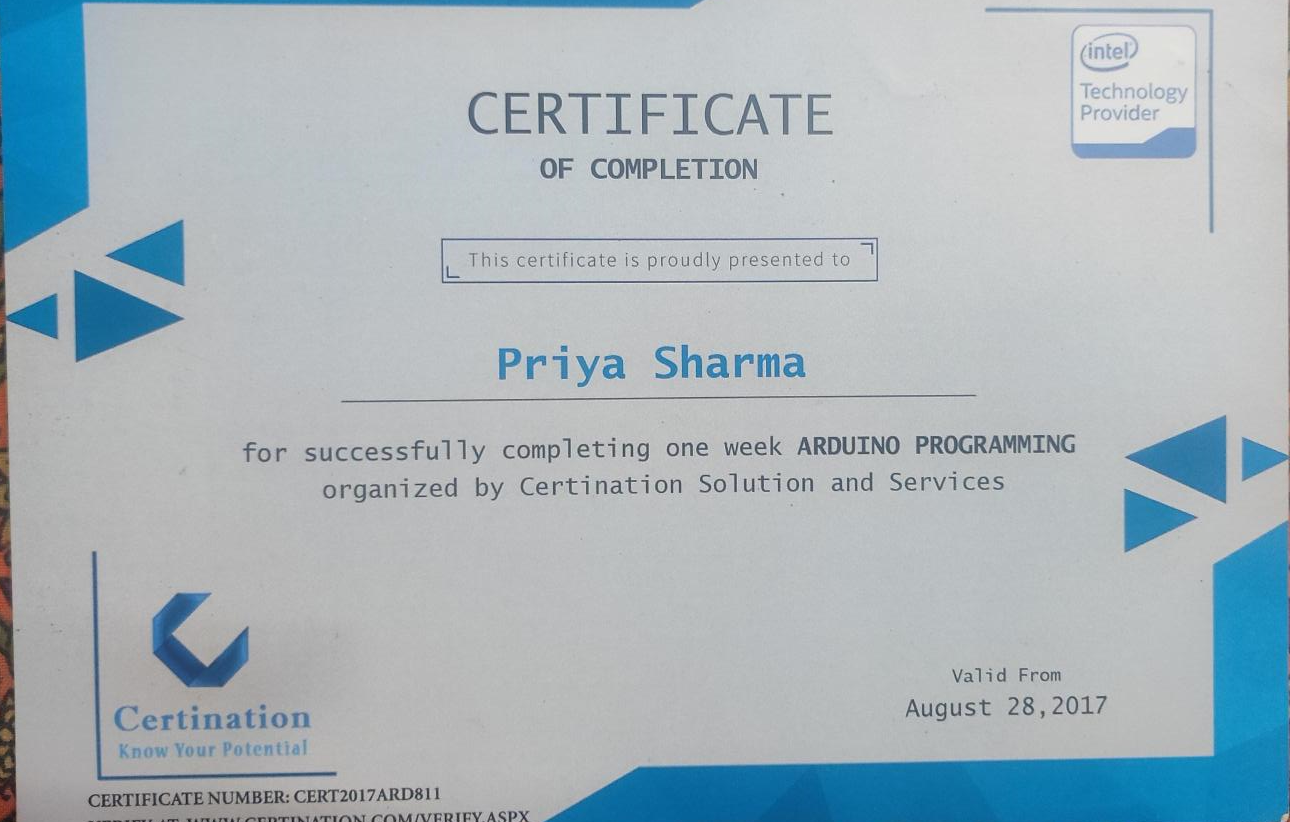 intel
Technology
Provider
CERTIFICATE
OF COMPLETION
This certificate is proudly presented to
Priya Sharma
for successfully completing one week ARDUINO PROGRAMMING
organized by Certination Solution and Services
Valid From
August 28,2017
Certination
Know Your Potential
CERTIFICATE NUMBER: CERT2017ARD811
VERIFY AT: WWW.CERTINATION.COM/VERIFY.ASPX